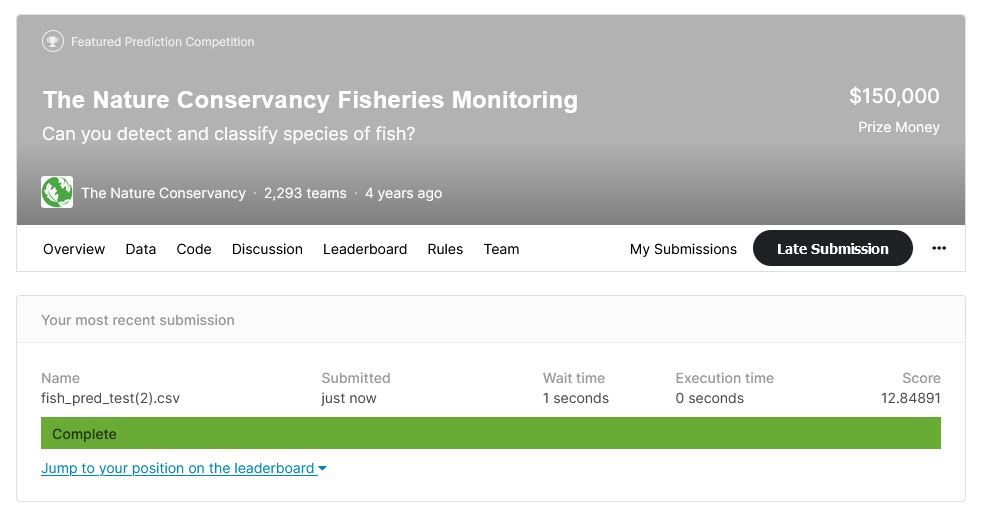 Featured Prediction Competition
The Nature Conservancy Fisheries Monitoring
$150,000
Can you detect and classify species of fish?
Prize Money
The Nature Conservancy · 2,293 teams · 4 years ago
Overview Data Code Discussion Leaderboard Rules Team My Submissions Late Submission •••
Your most recent submission
Name Submitted Wait time Execution time Score
fish_pred_test(2).csv just now 1 seconds 0 seconds 12.84891
Complete
Jump to your position on the leaderboard